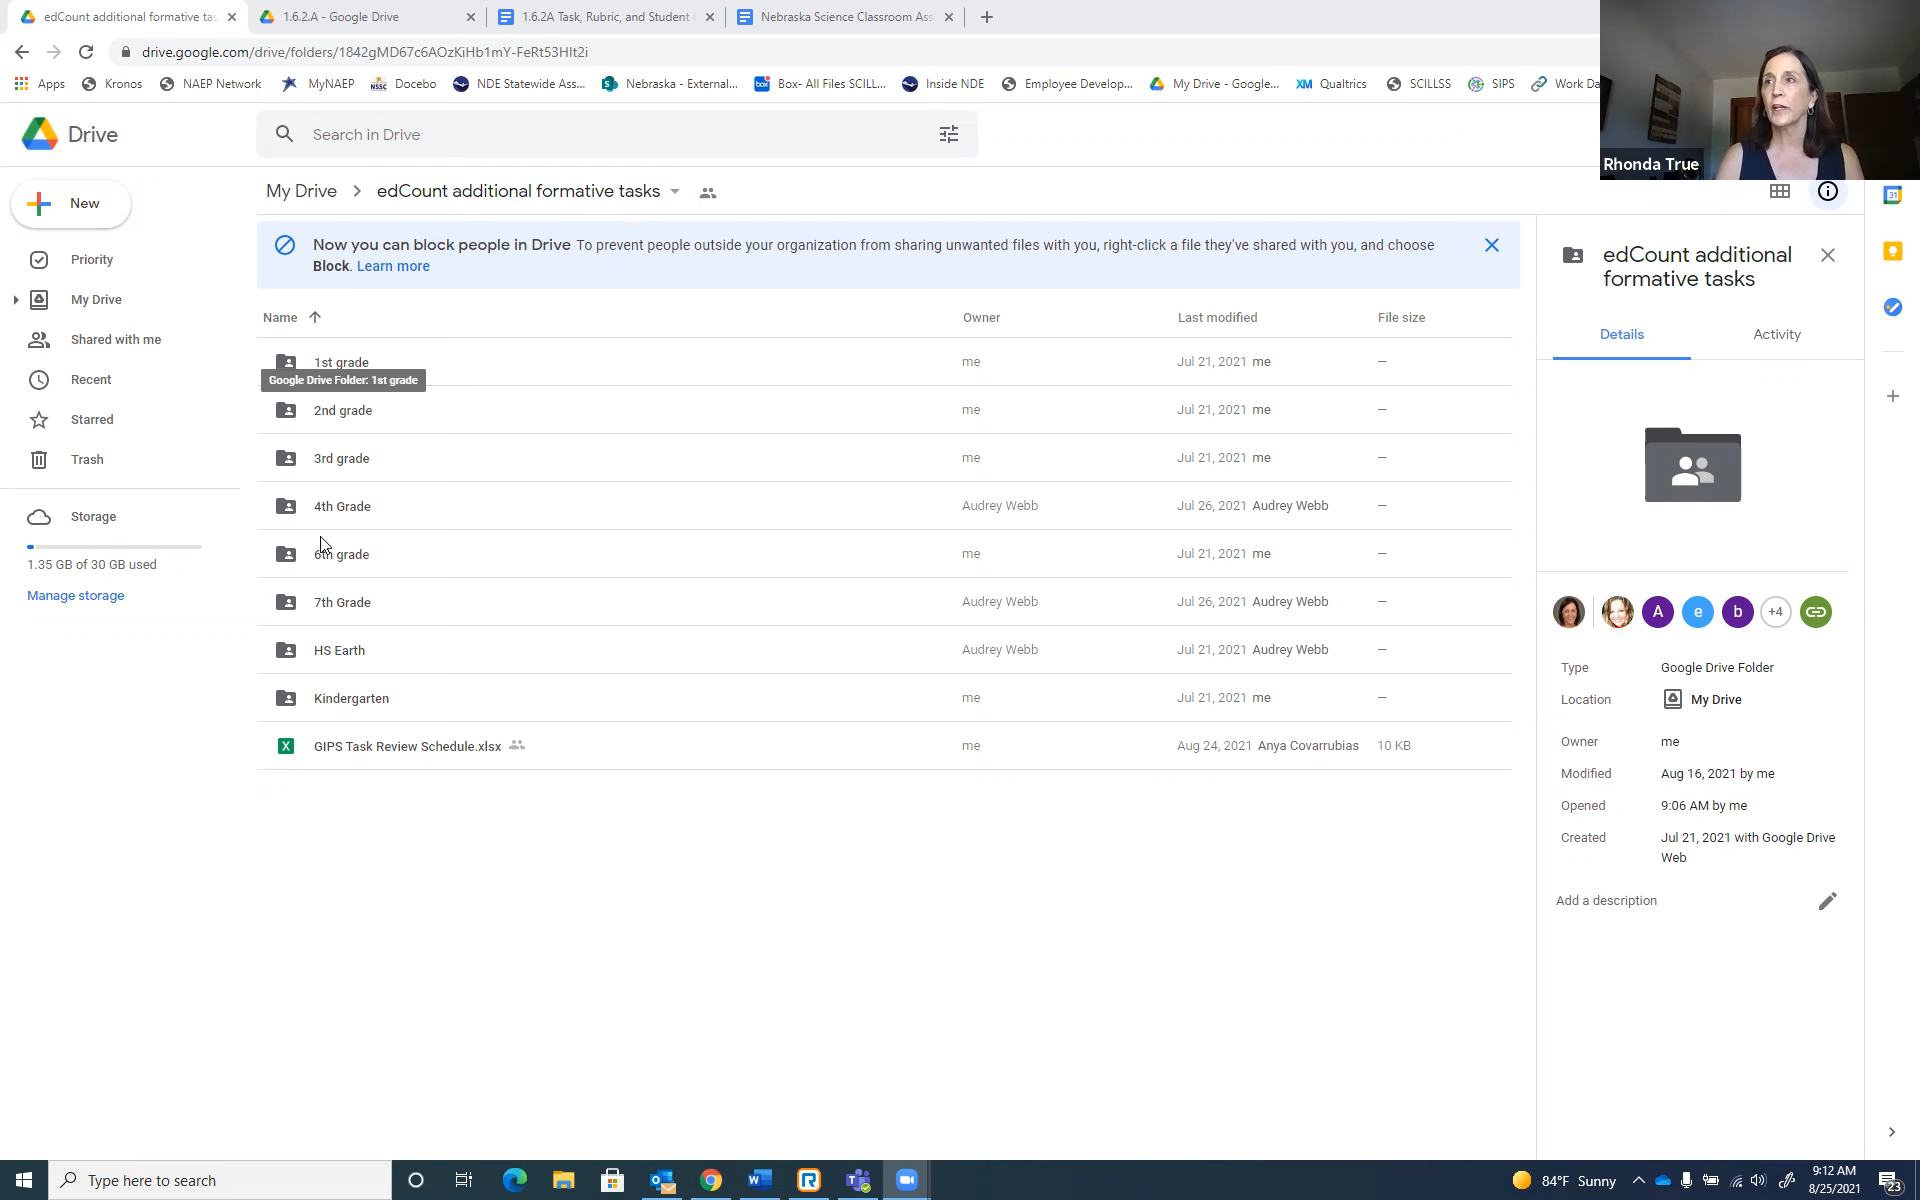 edCount additional formative tas
1.6.2.A - Google Drive
1.6.2A Task, Rubric, and Student
Nebraska Science Classroom Ass
drive.google.com/drive/folders/1842gMD67c6AOzKiHb1mY-FeRt53HIt2i
Apps
Kronos
NAEP Network
MyNAEP
Docebo
NDE Statewide Ass...
Nebraska - External...
Box- All Files SCILL...
Inside NDE
Employee Develop...
My Drive - Google...
XM Qualtrics
SCILLSS
SIPS
Work Da
Rhonda True
Drive
Search in Drive
New
Priority
My Drive
Shared with me
Recent
Starred
Trash
Storage
1.35 GB of 30 GB used
Manage storage
My Drive > edCount additional formative tasks
Now you can block people in Drive To prevent people outside your organization from sharing unwanted files with you, right-click a file they've shared with you, and choose
Block. Learn more
Name Owner Last modified File size
1st grade me Jul 21, 2021 me —
Google Drive Folder: 1st grade
2nd grade me Jul 21, 2021 me —
3rd grade me Jul 21, 2021 me —
4th Grade Audrey Webb Jul 26, 2021 Audrey Webb —
6th grade me Jul 21, 2021 me —
7th Grade Audrey Webb Jul 26, 2021 Audrey Webb —
HS Earth Audrey Webb Jul 21, 2021 Audrey Webb —
Kindergarten me Jul 21, 2021 me —
GIPS Task Review Schedule.xlsx me Aug 24, 2021 Anya Covarrubias 10 KB
edCount additional
formative tasks
Details Activity
A e b +4
Type Google Drive Folder
Location My Drive
Owner me
Modified Aug 16, 2021 by me
Opened 9:06 AM by me
Created Jul 21, 2021 with Google Drive
Web
Add a description
31
Type here to search
84°F Sunny
9:12 AM
8/25/2021
23